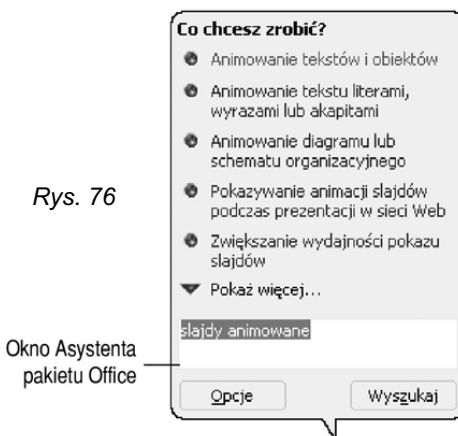 Co chcesz zrobić?
Animowanie tekstów i obiektów
Animowanie tekstu literami,
wyrazami lub akapitami
Animowanie diagramu lub
schematu organizacyjnego
Rys. 76
Pokazywanie animacji slajdów
podczas prezentacji w sieci Web
Zwiększanie wydajności pokazu
slajdów
Pokaż więcej...
slajdy animowane
Okno Asystenta
pakietu Office
Opcje
Wyszukaj